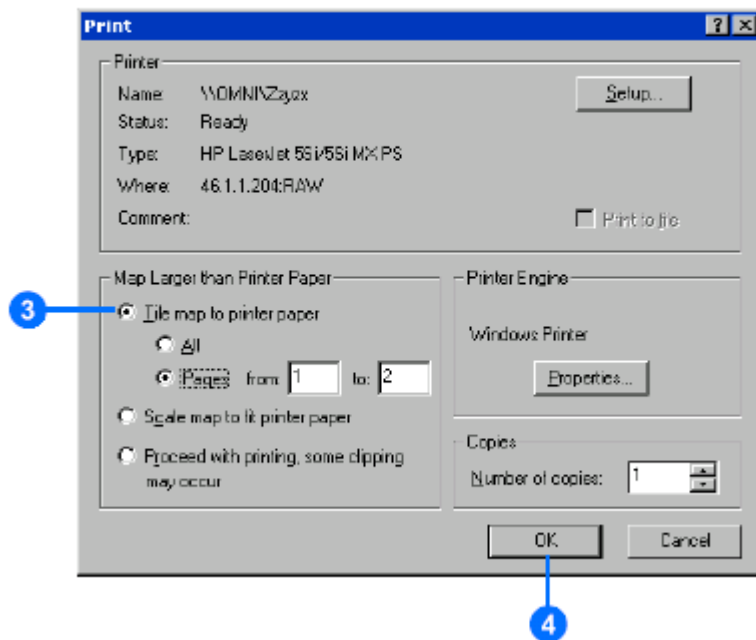 Print
Printer
Name: \\OMNI\Zzyzx
Setup...
Status: Ready
Type: HP LaserJet 5Si/5Si MX PS
Where: 46.1.1.204:RAW
Comment:
Print to file
Map Larger than Printer Paper
3
Tile map to printer paper
All
Pages from: 1 to: 2
Scale map to fit printer paper
Proceed with printing, some clipping
may occur
Printer Engine
Windows Printer
Properties...
Copies
Number of copies: 1
OK
Cancel
4